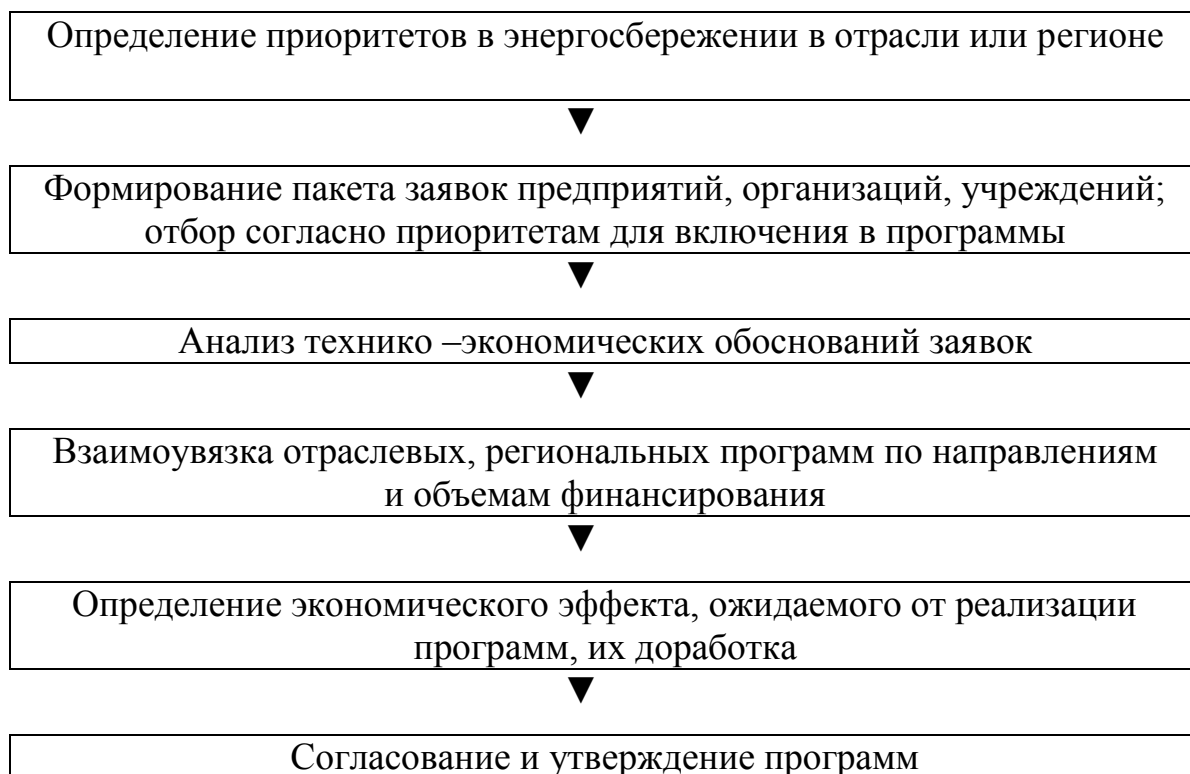 Определение приоритетов в энергосбережении в отрасли или регионе
Формирование пакета заявок предприятий, организаций, учреждений;
отбор согласно приоритетам для включения в программы
Анализ технико –экономических обоснований заявок
Взаимоувязка отраслевых, региональных программ по направлениям
и объемам финансирования
Определение экономического эффекта, ожидаемого от реализации
программ, их доработка
Согласование и утверждение программ